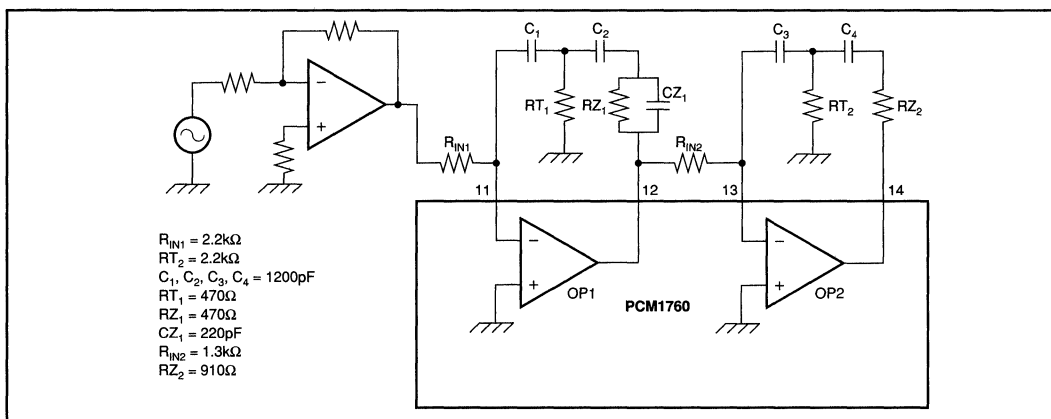 C1
C2
C3
C4
CZ1
RT1
RZ1
RT2
RZ2
RIN1
RIN2
11
12
13
14
−
+
−
+
−
+
OP1
OP2
PCM1760
RIN1 = 2.2kΩ
RT2 = 2.2kΩ
C1, C2, C3, C4 = 1200pF
RT1 = 470Ω
RZ1 = 470Ω
CZ1 = 220pF
RIN2 = 1.3kΩ
RZ2 = 910Ω